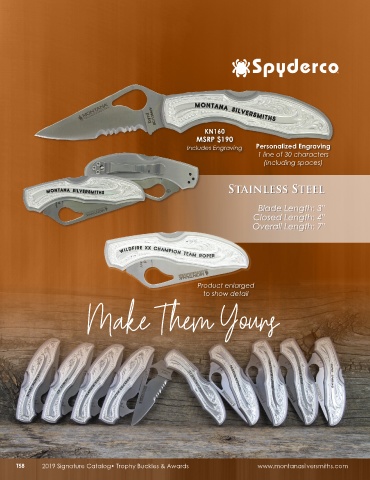 Spyderco
MONTANA SILVERSMITHS
KN160
MSRP $190
Includes Engraving
Personalized Engraving
1 line of 30 characters
(including spaces)
MONTANA SILVERSMITHS
STAINLESS STEEL
Blade Length: 3"
Closed Length: 4"
Overall Length: 7"
WILDFIRE XX CHAMPION TEAM ROPER
Product enlarged
to show detail
Make Them Yours
158 2019 Signature Catalog• Trophy Buckles & Awards www.montanasilversmiths.com